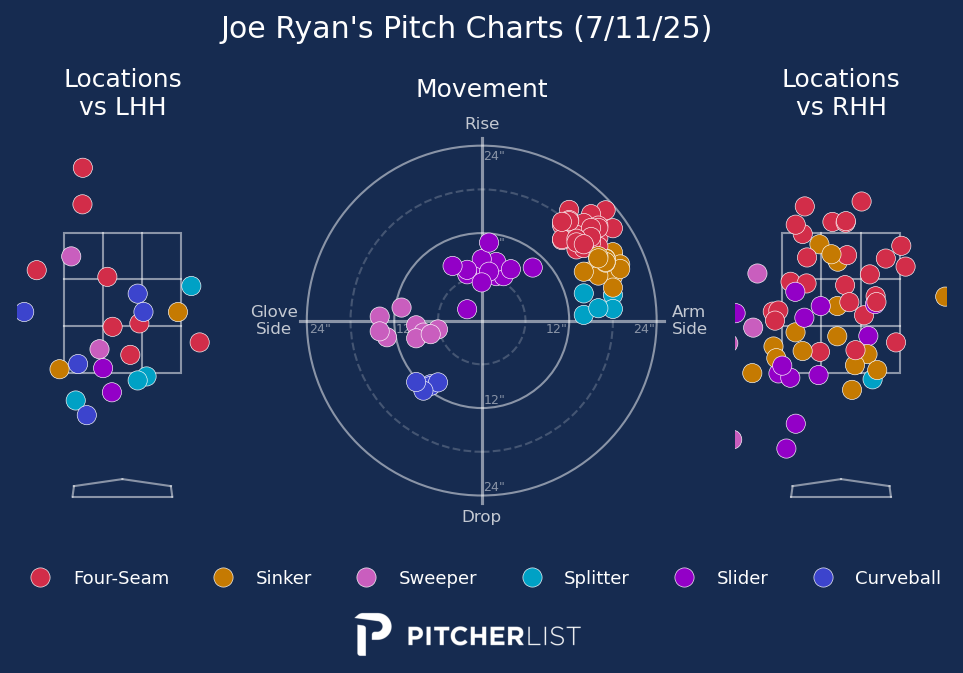 Joe Ryan's Pitch Charts (7/11/25)
Locations
vs LHH
Movement
Locations
vs RHH
Rise
24"
Glove
Side
24"
12"
24"
Arm
Side
12"
24"
Drop
Four-Seam
Sinker
Sweeper
Splitter
Slider
Curveball
PITCHERLIST